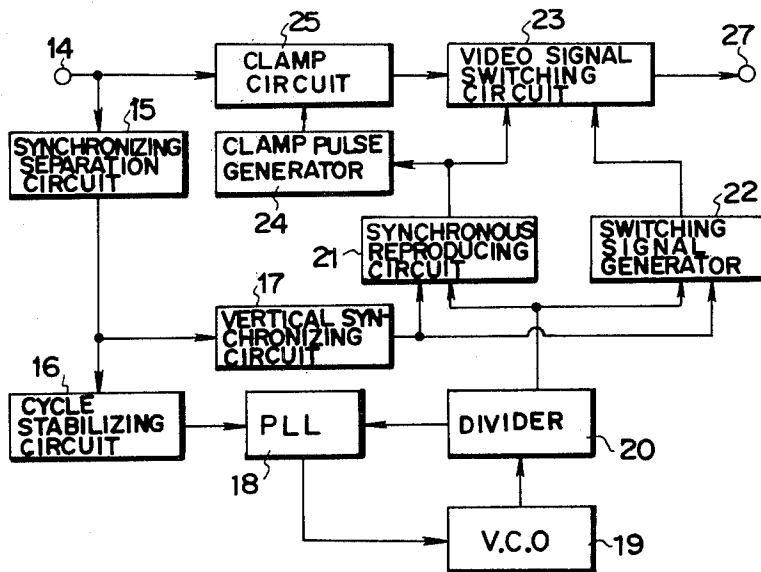 25
23
14
27
CLAMP
CIRCUIT
VIDEO SIGNAL
SWITCHING
CIRCUIT
15
SYNCHRONIZING
SEPARATION
CIRCUIT
CLAMP PULSE
GENERATOR
24
22
21
SYNCHRONOUS
REPRODUCING
CIRCUIT
SWITCHING
SIGNAL
GENERATOR
17
VERTICAL SYN-
CHRONIZING
CIRCUIT
16
CYCLE
STABILIZING
CIRCUIT
PLL
18
DIVIDER
20
V.C.O
19